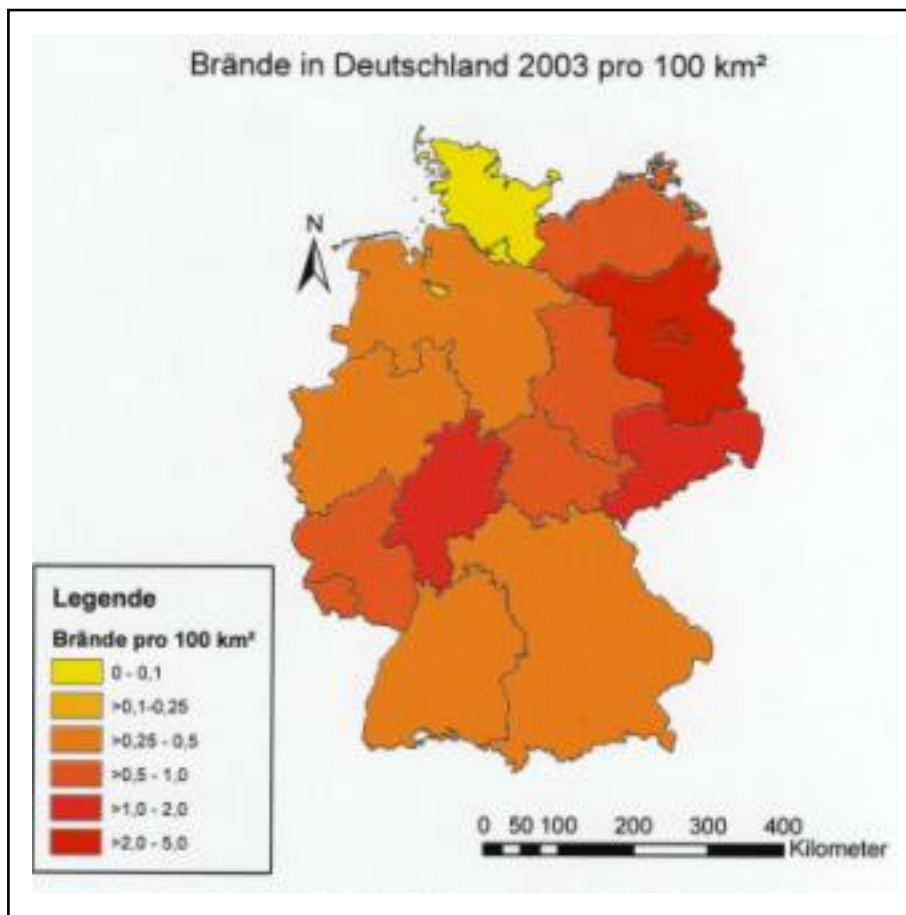 Brände in Deutschland 2003 pro 100 km²
N
Legende
Brände pro 100 km²
0 - 0,1
>0,1-0,25
>0,25 - 0,5
>0,5 - 1,0
>1,0 - 2,0
>2,0 - 5,0
0 50 100 200 300 400
Kilometer